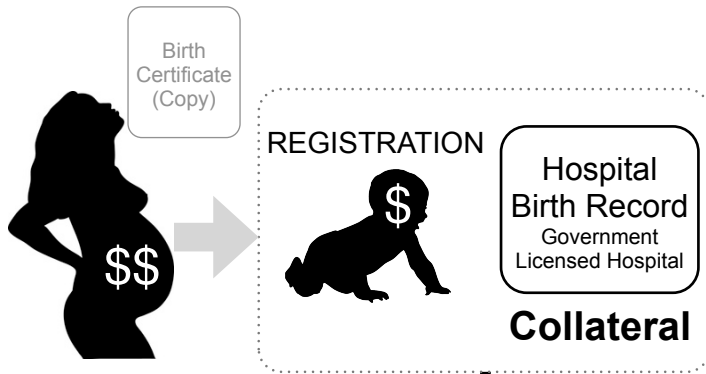 Birth
Certificate
(Copy)
REGISTRATION
$
$$
Hospital
Birth Record
Government
Licensed Hospital
Collateral